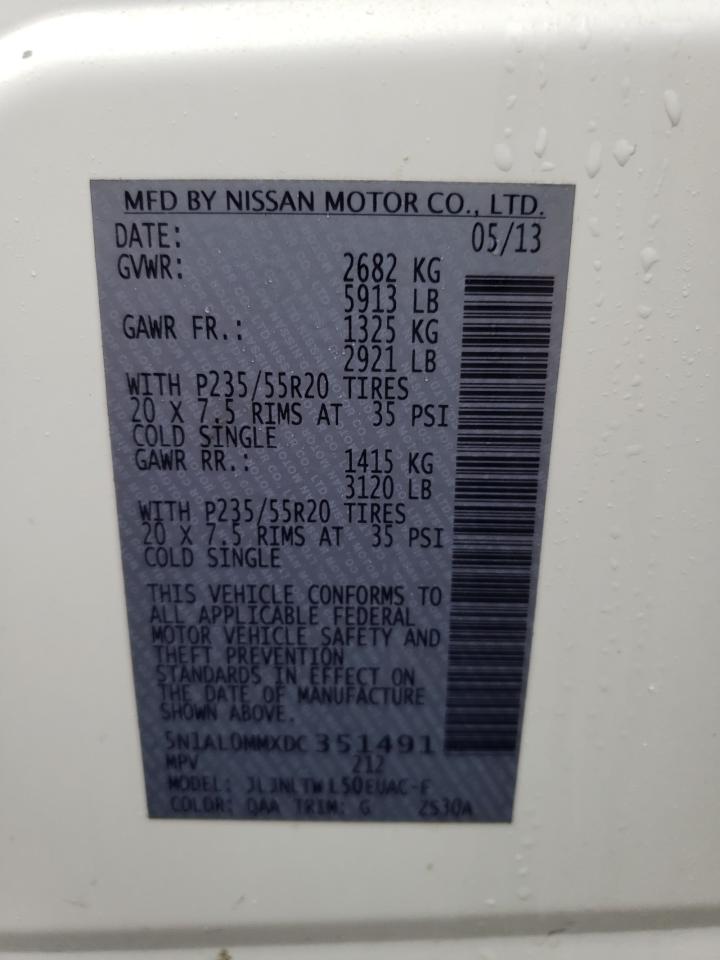 MFD BY NISSAN MOTOR CO., LTD.
DATE: 05/13
GVWR: 2682 KG
5913 LB
GAWR FR.: 1325 KG
2921 LB
WITH P235/55R20 TIRES
20 X 7.5 RIMS AT 35 PSI
COLD SINGLE
GAWR RR.: 1415 KG
3120 LB
WITH P235/55R20 TIRES
20 X 7.5 RIMS AT 35 PSI
COLD SINGLE
THIS VEHICLE CONFORMS TO
ALL APPLICABLE FEDERAL
MOTOR VEHICLE SAFETY AND
THEFT PREVENTION
STANDARDS IN EFFECT ON
THE DATE OF MANUFACTURE
SHOWN ABOVE.
5N1AL0MMXDC 351491
MPV 212
MODEL:
COLOR: QAA TRIM: G